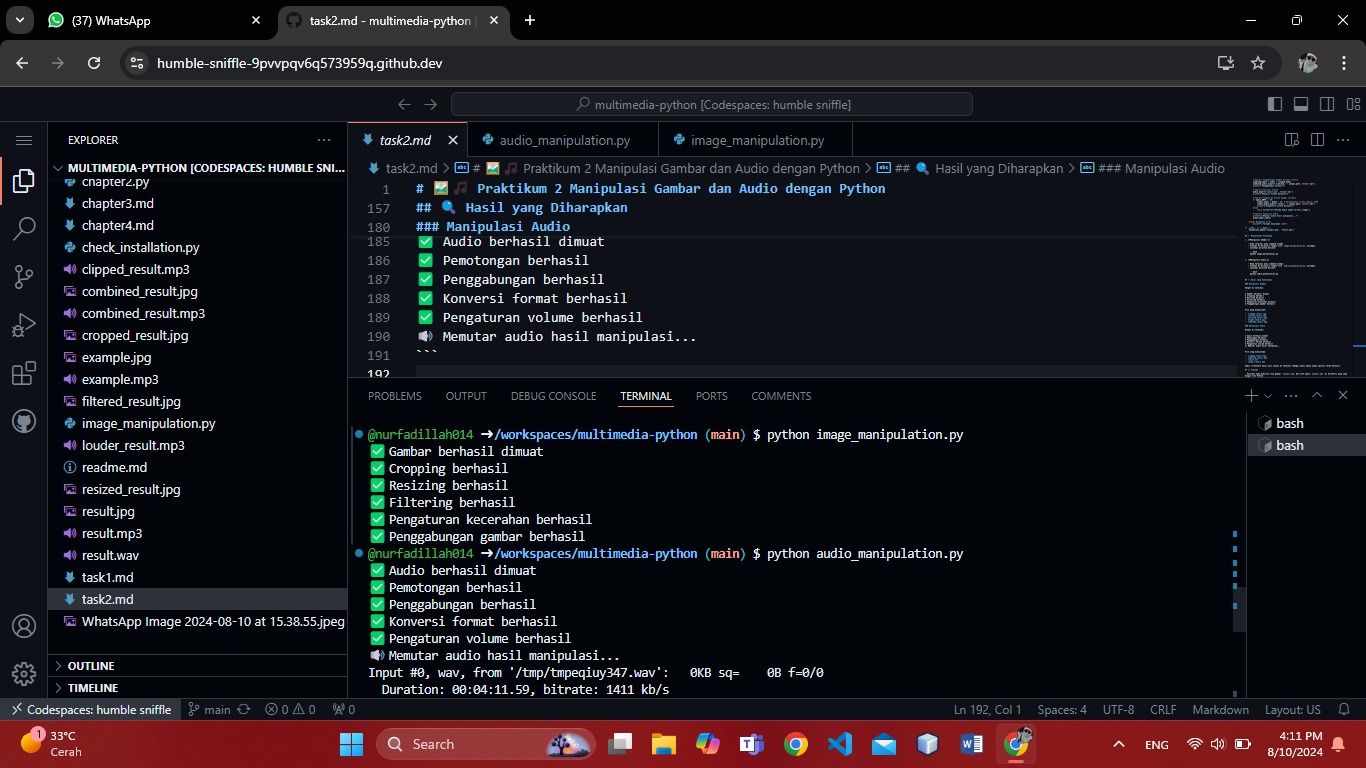 (37) WhatsApp
task2.md - multimedia-python
humble-sniffle-9pvvpqv6q573959q.github.dev
multimedia-python [Codespaces: humble sniffle]
EXPLORER
MULTIMEDIA-PYTHON [CODESPACES: HUMBLE SNI...
chapter2.py
chapter3.md
chapter4.md
check_installation.py
clipped_result.mp3
combined_result.jpg
combined_result.mp3
cropped_result.jpg
example.jpg
example.mp3
filtered_result.jpg
image_manipulation.py
louder_result.mp3
readme.md
resized_result.jpg
result.jpg
result.mp3
result.wav
task1.md
task2.md
WhatsApp Image 2024-08-10 at 15.38.55.jpeg
OUTLINE
TIMELINE
task2.md
audio_manipulation.py
image_manipulation.py
task2.md > # 🖼️🎵 Praktikum 2 Manipulasi Gambar dan Audio dengan Python > ## 🔍 Hasil yang Diharapkan > ### Manipulasi Audio
1 # 🖼️🎵 Praktikum 2 Manipulasi Gambar dan Audio dengan Python
157 ## 🔍 Hasil yang Diharapkan
180 ### Manipulasi Audio
185 ✅ Audio berhasil dimuat
186 ✅ Pemotongan berhasil
187 ✅ Penggabungan berhasil
188 ✅ Konversi format berhasil
189 ✅ Pengaturan volume berhasil
190 🔊 Memutar audio hasil manipulasi...
191 ```
192
PROBLEMS OUTPUT DEBUG CONSOLE TERMINAL PORTS COMMENTS
@nurfadillah014 ➜/workspaces/multimedia-python (main) $ python image_manipulation.py
✅ Gambar berhasil dimuat
✅ Cropping berhasil
✅ Resizing berhasil
✅ Filtering berhasil
✅ Pengaturan kecerahan berhasil
✅ Penggabungan gambar berhasil
@nurfadillah014 ➜/workspaces/multimedia-python (main) $ python audio_manipulation.py
✅ Audio berhasil dimuat
✅ Pemotongan berhasil
✅ Penggabungan berhasil
✅ Konversi format berhasil
✅ Pengaturan volume berhasil
🔊 Memutar audio hasil manipulasi...
Input #0, wav, from '/tmp/tmpeqiuy347.wav':   0KB sq=    0B f=0/0
  Duration: 00:04:11.59, bitrate: 1411 kb/s
bash
bash
Codespaces: humble sniffle
main
0 0
0
Ln 192, Col 1
Spaces: 4
UTF-8
CRLF
Markdown
Layout: US
1
33°C
Cerah
Search
ENG
4:11 PM
8/10/2024